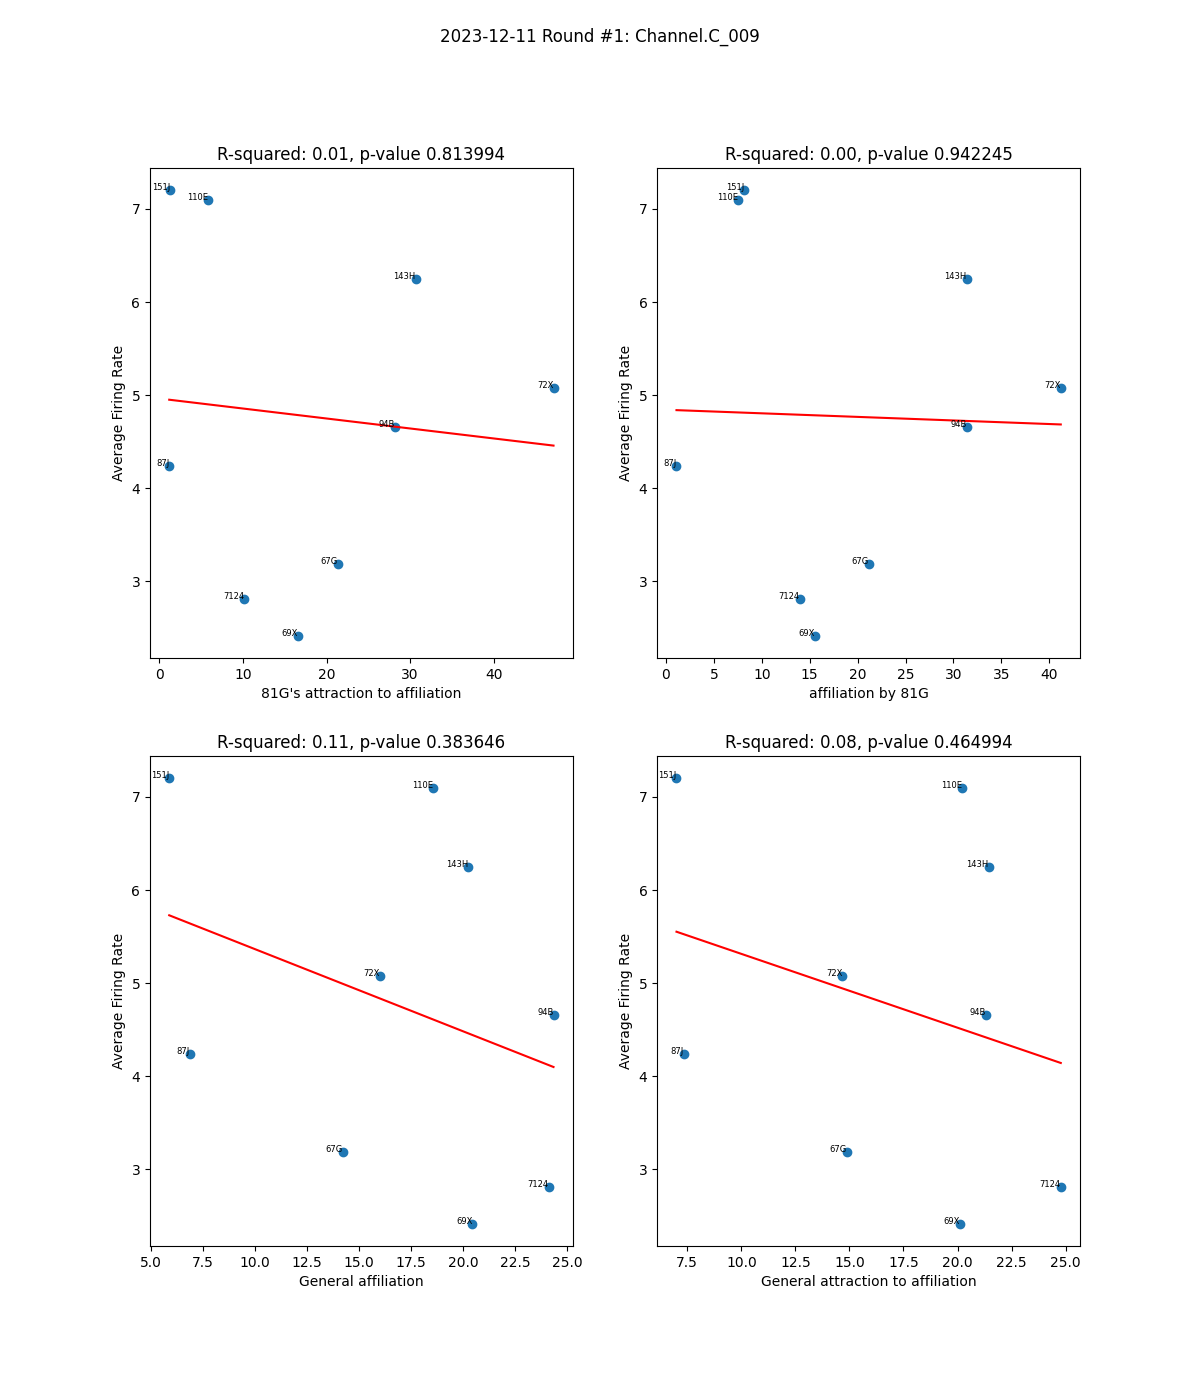 2023-12-11 Round #1: Channel.C_009
R-squared: 0.01, p-value 0.813994
151J
110E
143H
72X
94B
87J
67G
7124
69X
7
6
5
4
3
Average Firing Rate
0 10 20 30 40
81G's attraction to affiliation
R-squared: 0.00, p-value 0.942245
151J
110E
143H
72X
94B
87J
67G
7124
69X
7
6
5
4
3
Average Firing Rate
0 5 10 15 20 25 30 35 40
affiliation by 81G
R-squared: 0.11, p-value 0.383646
151J
110E
143H
72X
94B
87J
67G
7124
69X
7
6
5
4
3
Average Firing Rate
5.0 7.5 10.0 12.5 15.0 17.5 20.0 22.5 25.0
General affiliation
R-squared: 0.08, p-value 0.464994
151J
110E
143H
72X
94B
87J
67G
7124
69X
7
6
5
4
3
Average Firing Rate
7.5 10.0 12.5 15.0 17.5 20.0 22.5 25.0
General attraction to affiliation